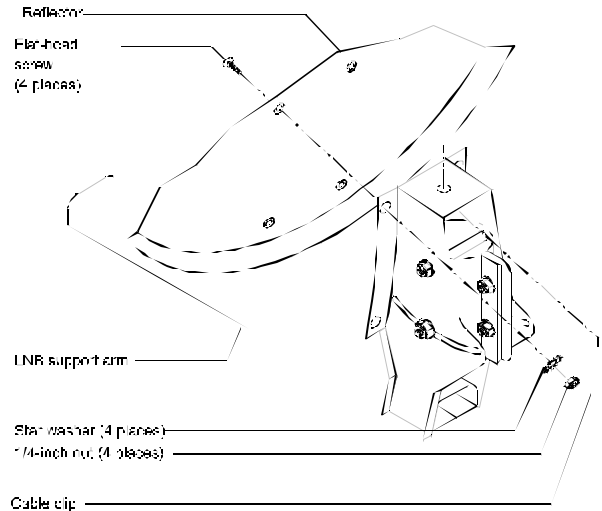 Reflector
Flat-head
screw
(4 places)
LNB support arm
Star washer (4 places)
1/4-inch nut (4 places)
Cable clip